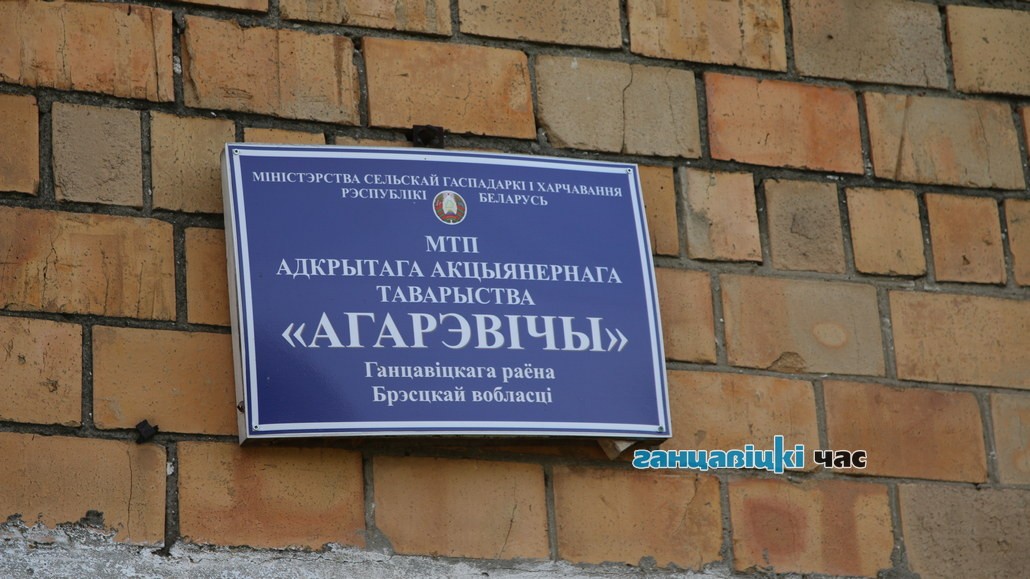 МІНІСТЭРСТВА СЕЛЬСКАЙ ГАСПАДАРКІ І ХАРЧАВАННЯ
РЭСПУБЛІКІ БЕЛАРУСЬ
МТП
АДКРЫТАГА АКЦЫЯНЕРНАГА
ТАВАРЫСТВА
«АГАРЭВІЧЫ»
Ганцавіцкага раёна
Брэсцкай вобласці
ганцавіцкі час